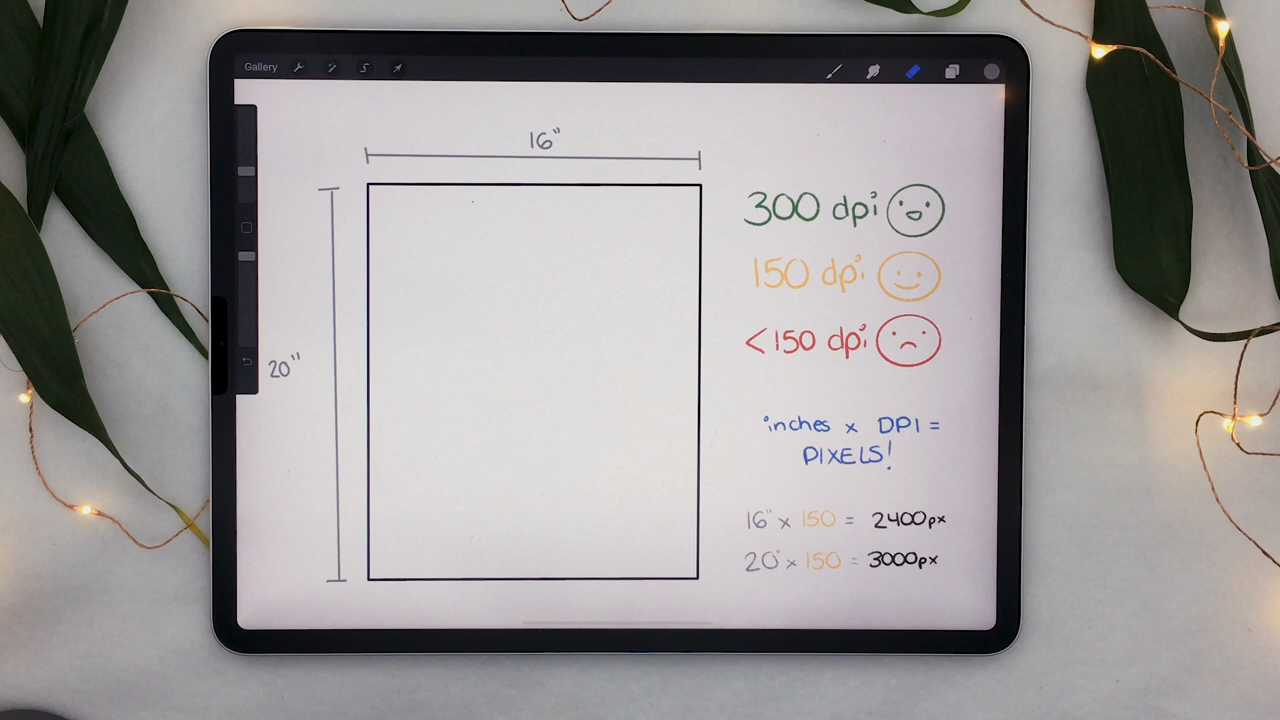 Gallery
16"
20"
300 dpi
150 dpi
<150 dpi
inches x DPI =
PIXELS!
16" x 150 = 2400px
20" x 150 = 3000px